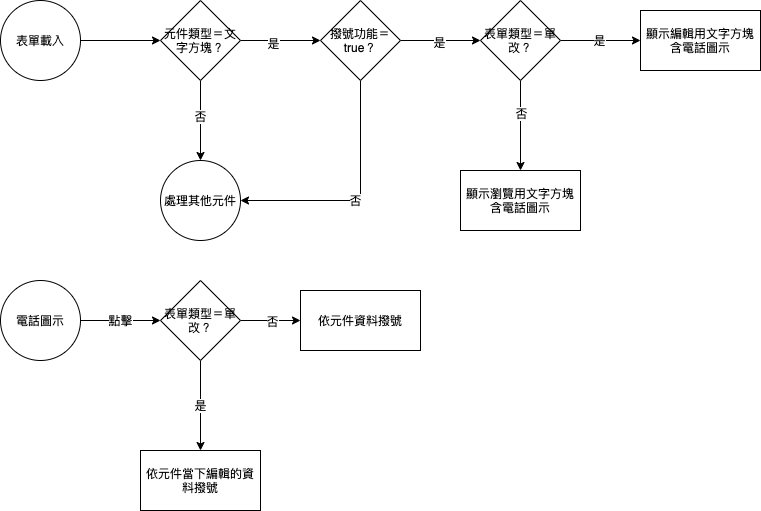 表單載入
元件類型＝文
字方塊？
是
撥號功能＝
true？
是
表單類型＝單
改？
是
顯示編輯用文字方塊
含電話圖示
否
否
處理其他元件
否
顯示瀏覽用文字方塊
含電話圖示
電話圖示
點擊
表單類型＝單
改？
否
依元件資料撥號
是
依元件當下編輯的資
料撥號